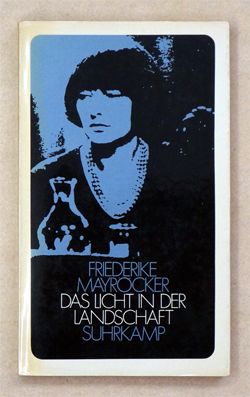 FRIEDERIKE
MAYRÖCKER
DAS LICHT IN DER
LANDSCHAFT
SUHRKAMP